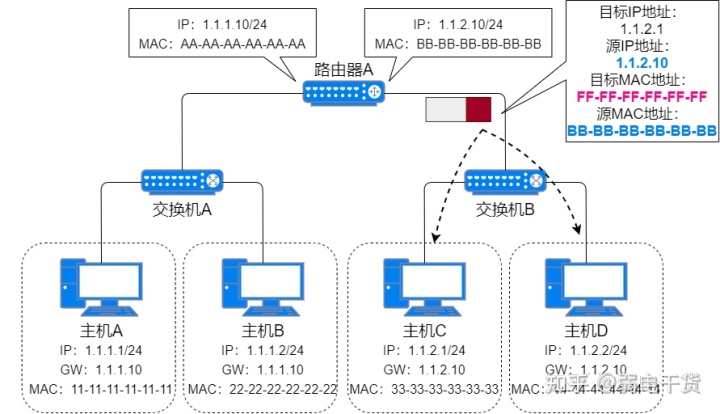 IP：1.1.1.10/24
MAC：AA-AA-AA-AA-AA-AA
IP：1.1.2.10/24
MAC：BB-BB-BB-BB-BB-BB
目标IP地址：
1.1.2.1
源IP地址：
1.1.2.10
目标MAC地址：
FF-FF-FF-FF-FF-FF
源MAC地址：
BB-BB-BB-BB-BB-BB
路由器A
交换机A
交换机B
主机A
IP：1.1.1.1/24
GW：1.1.1.10
MAC：11-11-11-11-11-11
主机B
IP：1.1.1.2/24
GW：1.1.1.10
MAC：22-22-22-22-22-22
主机C
IP：1.1.2.1/24
GW：1.1.2.10
MAC：33-33-33-33-33-33
主机D
IP：1.1.2.2/24
GW：1.1.2.10
MAC：44-44-44-44-44-44
知乎 @弱电干货